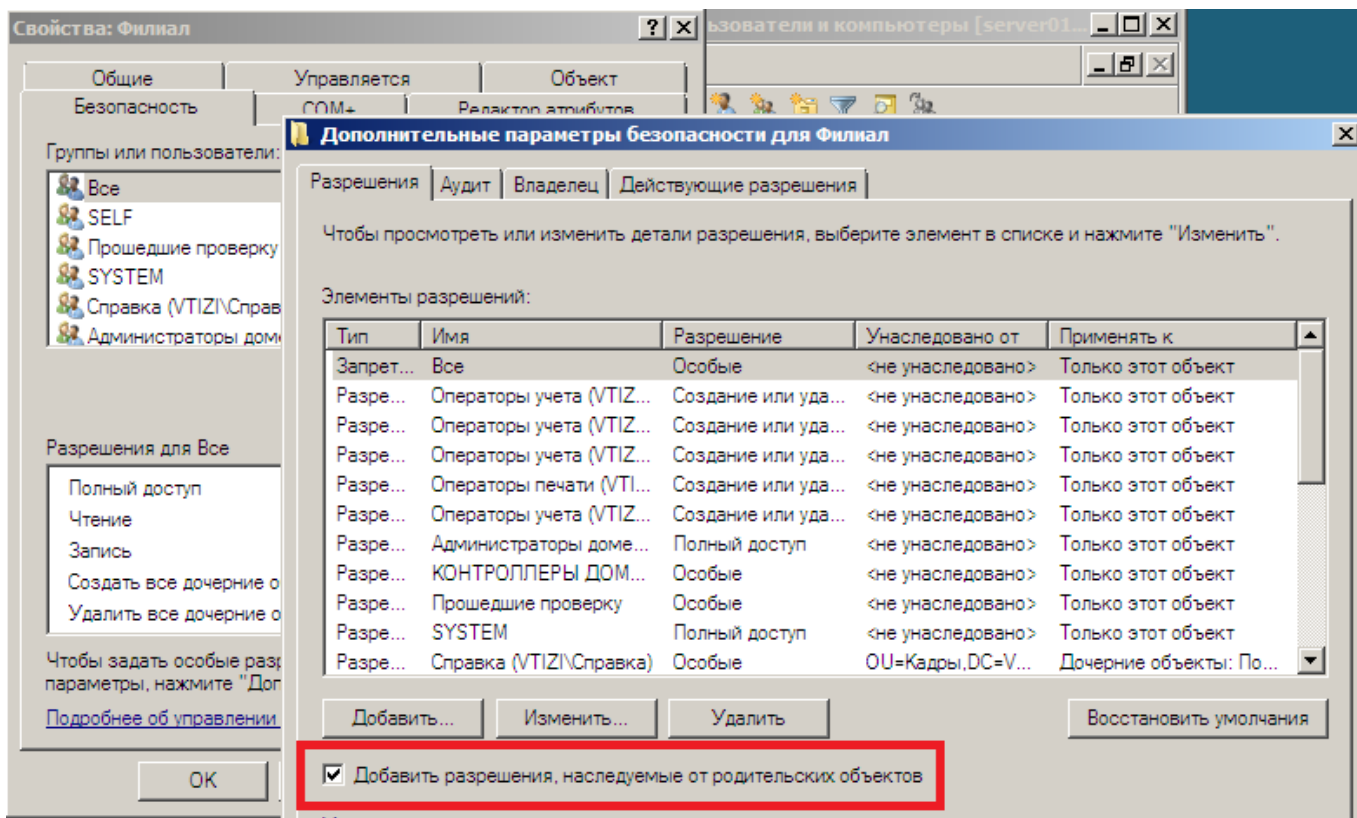 Свойства: Филиал
ьзователи и компьютеры [server01...
Общие Управляется Объект
Безопасность COM+ Редактор атрибутов
Группы или пользователи:
Все
SELF
Прошедшие проверку
SYSTEM
Справка (VTIZI\Справ
Администраторы дом
Разрешения для Все
Полный доступ
Чтение
Запись
Создать все дочерние о
Удалить все дочерние о
Чтобы задать особые раз
параметры, нажмите "Доп
Подробнее об управлении
OK
Дополнительные параметры безопасности для Филиал
Разрешения Аудит Владелец Действующие разрешения
Чтобы просмотреть или изменить детали разрешения, выберите элемент в списке и нажмите "Изменить".
Элементы разрешений:
Тип Имя Разрешение Унаследовано от Применять к
Запрет... Все Особые <не унаследовано> Только этот объект
Разре... Операторы учета (VTIZ... Создание или уда... <не унаследовано> Только этот объект
Разре... Операторы учета (VTIZ... Создание или уда... <не унаследовано> Только этот объект
Разре... Операторы учета (VTIZ... Создание или уда... <не унаследовано> Только этот объект
Разре... Операторы печати (VTI... Создание или уда... <не унаследовано> Только этот объект
Разре... Операторы учета (VTIZ... Создание или уда... <не унаследовано> Только этот объект
Разре... Администраторы доме... Полный доступ <не унаследовано> Только этот объект
Разре... КОНТРОЛЛЕРЫ ДОМ... Особые <не унаследовано> Только этот объект
Разре... Прошедшие проверку Особые <не унаследовано> Только этот объект
Разре... SYSTEM Полный доступ <не унаследовано> Только этот объект
Разре... Справка (VTIZI\Справка) Особые OU=Кадры,DC=V... Дочерние объекты: По...
Добавить... Изменить... Удалить Восстановить умолчания
Добавить разрешения, наследуемые от родительских объектов